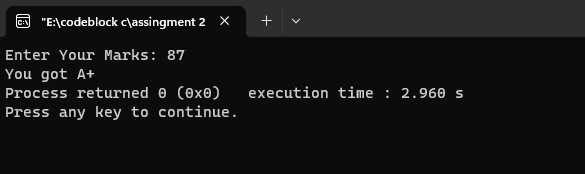 "E:\codeblock c\assingment 2
Enter Your Marks: 87
You got A+
Process returned 0 (0x0)   execution time : 2.960 s
Press any key to continue.